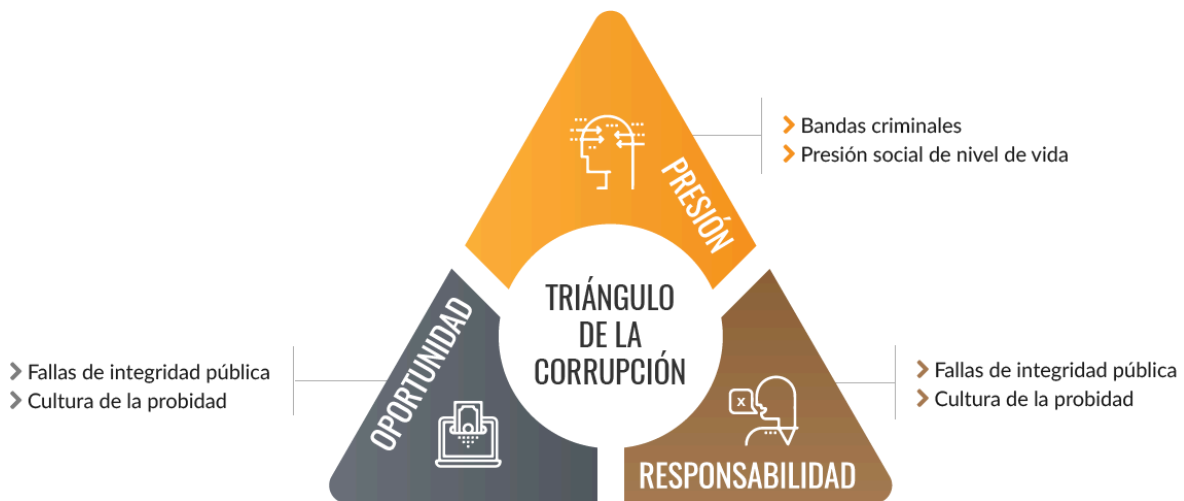 Bandas criminales
Presión social de nivel de vida
PRESIÓN
TRIÁNGULO
DE LA
CORRUPCIÓN
OPORTUNIDAD
Fallas de integridad pública
Cultura de la probidad
x
RESPONSABILIDAD
Fallas de integridad pública
Cultura de la probidad